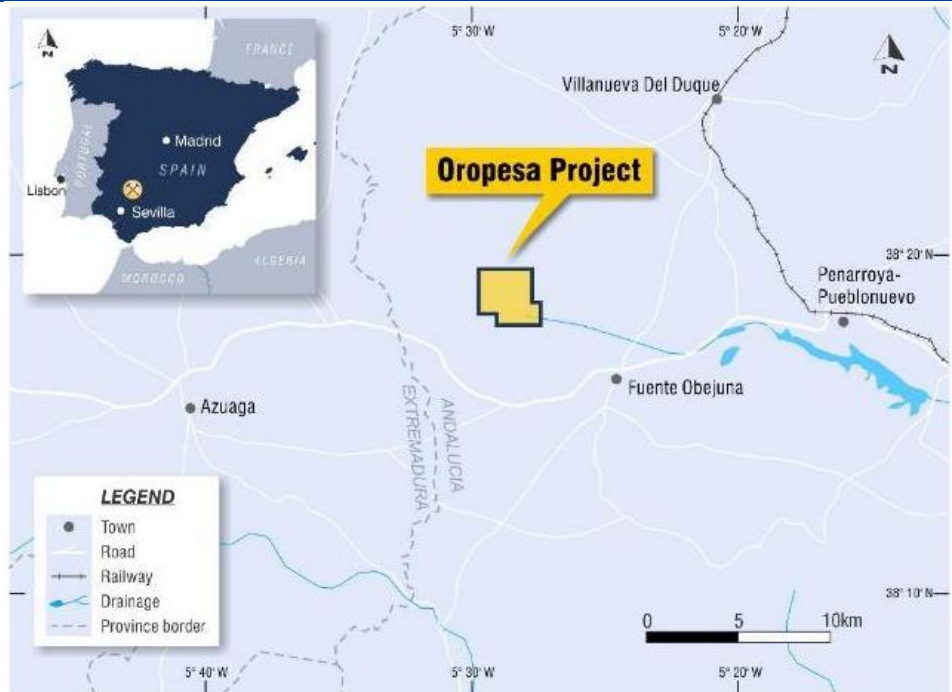 N
FRANCE
PORTUGAL
Madrid
SPAIN
Lisbon
Sevilla
MOROCCO
ALGERIA
5° 30' W
5° 20' W
N
Villanueva Del Duque
Oropesa Project
38° 20' N
Penarroya-
Pueblonuevo
Fuente Obejuna
Azuaga
ANDALUCIA
EXTREMADURA
LEGEND
Town
Road
Railway
Drainage
Province border
38° 10' N
0 5 10km
5° 40' W
5° 30' W
5° 20' W